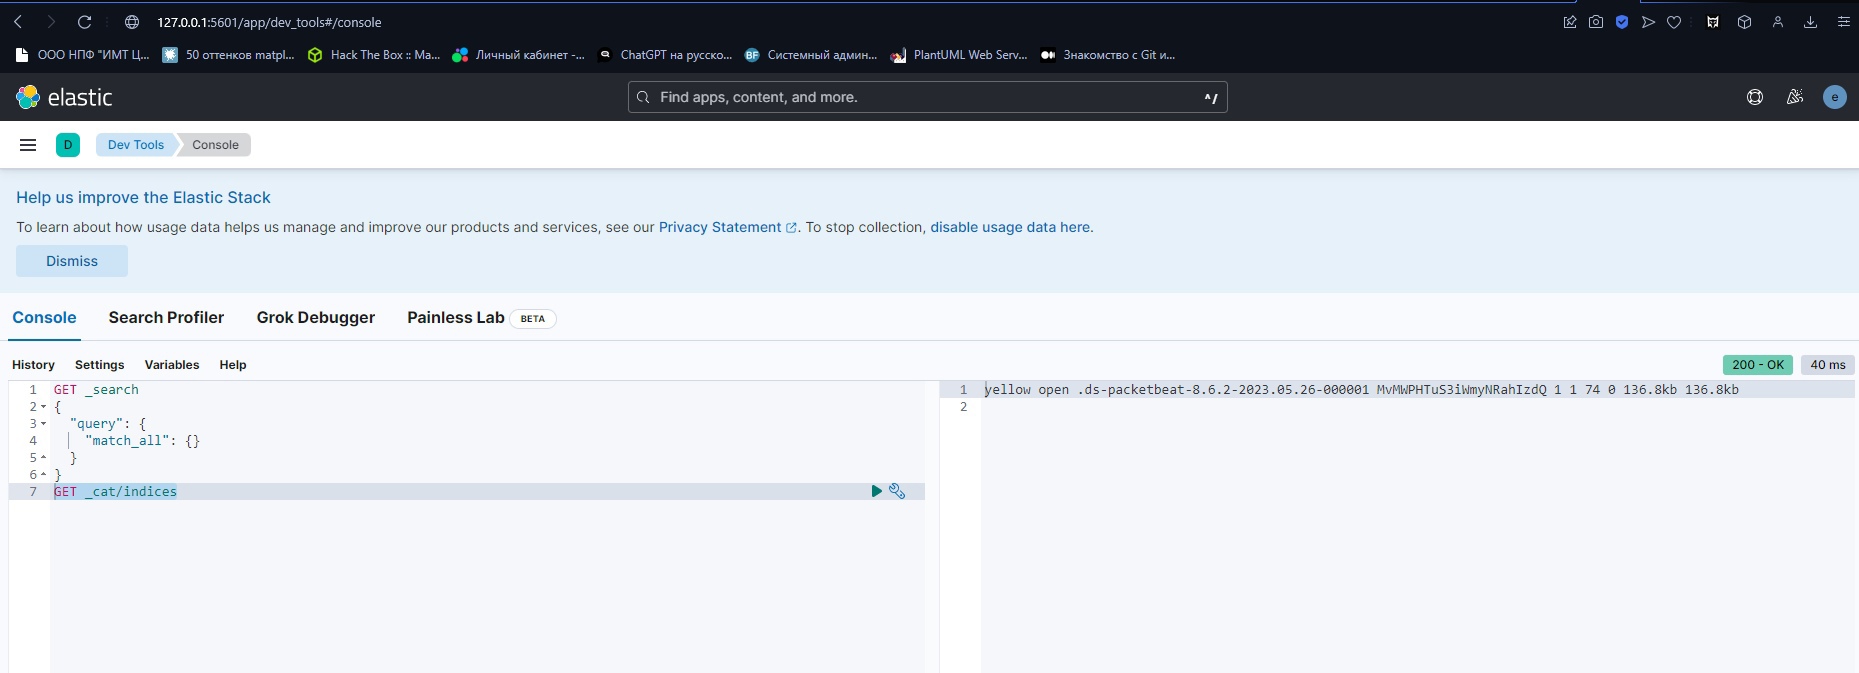 127.0.0.1:5601/app/dev_tools#/console
ООО НПФ "ИМТ Ц... 50 оттенков matpl... Hack The Box :: Ma... Личный кабинет -... ChatGPT на русско... BF Системный админ... PlantUML Web Serv... Знакомство с Git и...
elastic Find apps, content, and more. ^/ e
D Dev Tools Console
Help us improve the Elastic Stack
To learn about how usage data helps us manage and improve our products and services, see our Privacy Statement. To stop collection, disable usage data here.
Dismiss
Console Search Profiler Grok Debugger Painless Lab BETA
History Settings Variables Help 200 - OK 40 ms
1 GET _search
2 {
3 "query": {
4 "match_all": {}
5 }
6 }
7 GET _cat/indices
1 yellow open .ds-packetbeat-8.6.2-2023.05.26-000001 MvMWPHTuS3iWmyNRahIzdQ 1 1 74 0 136.8kb 136.8kb
2